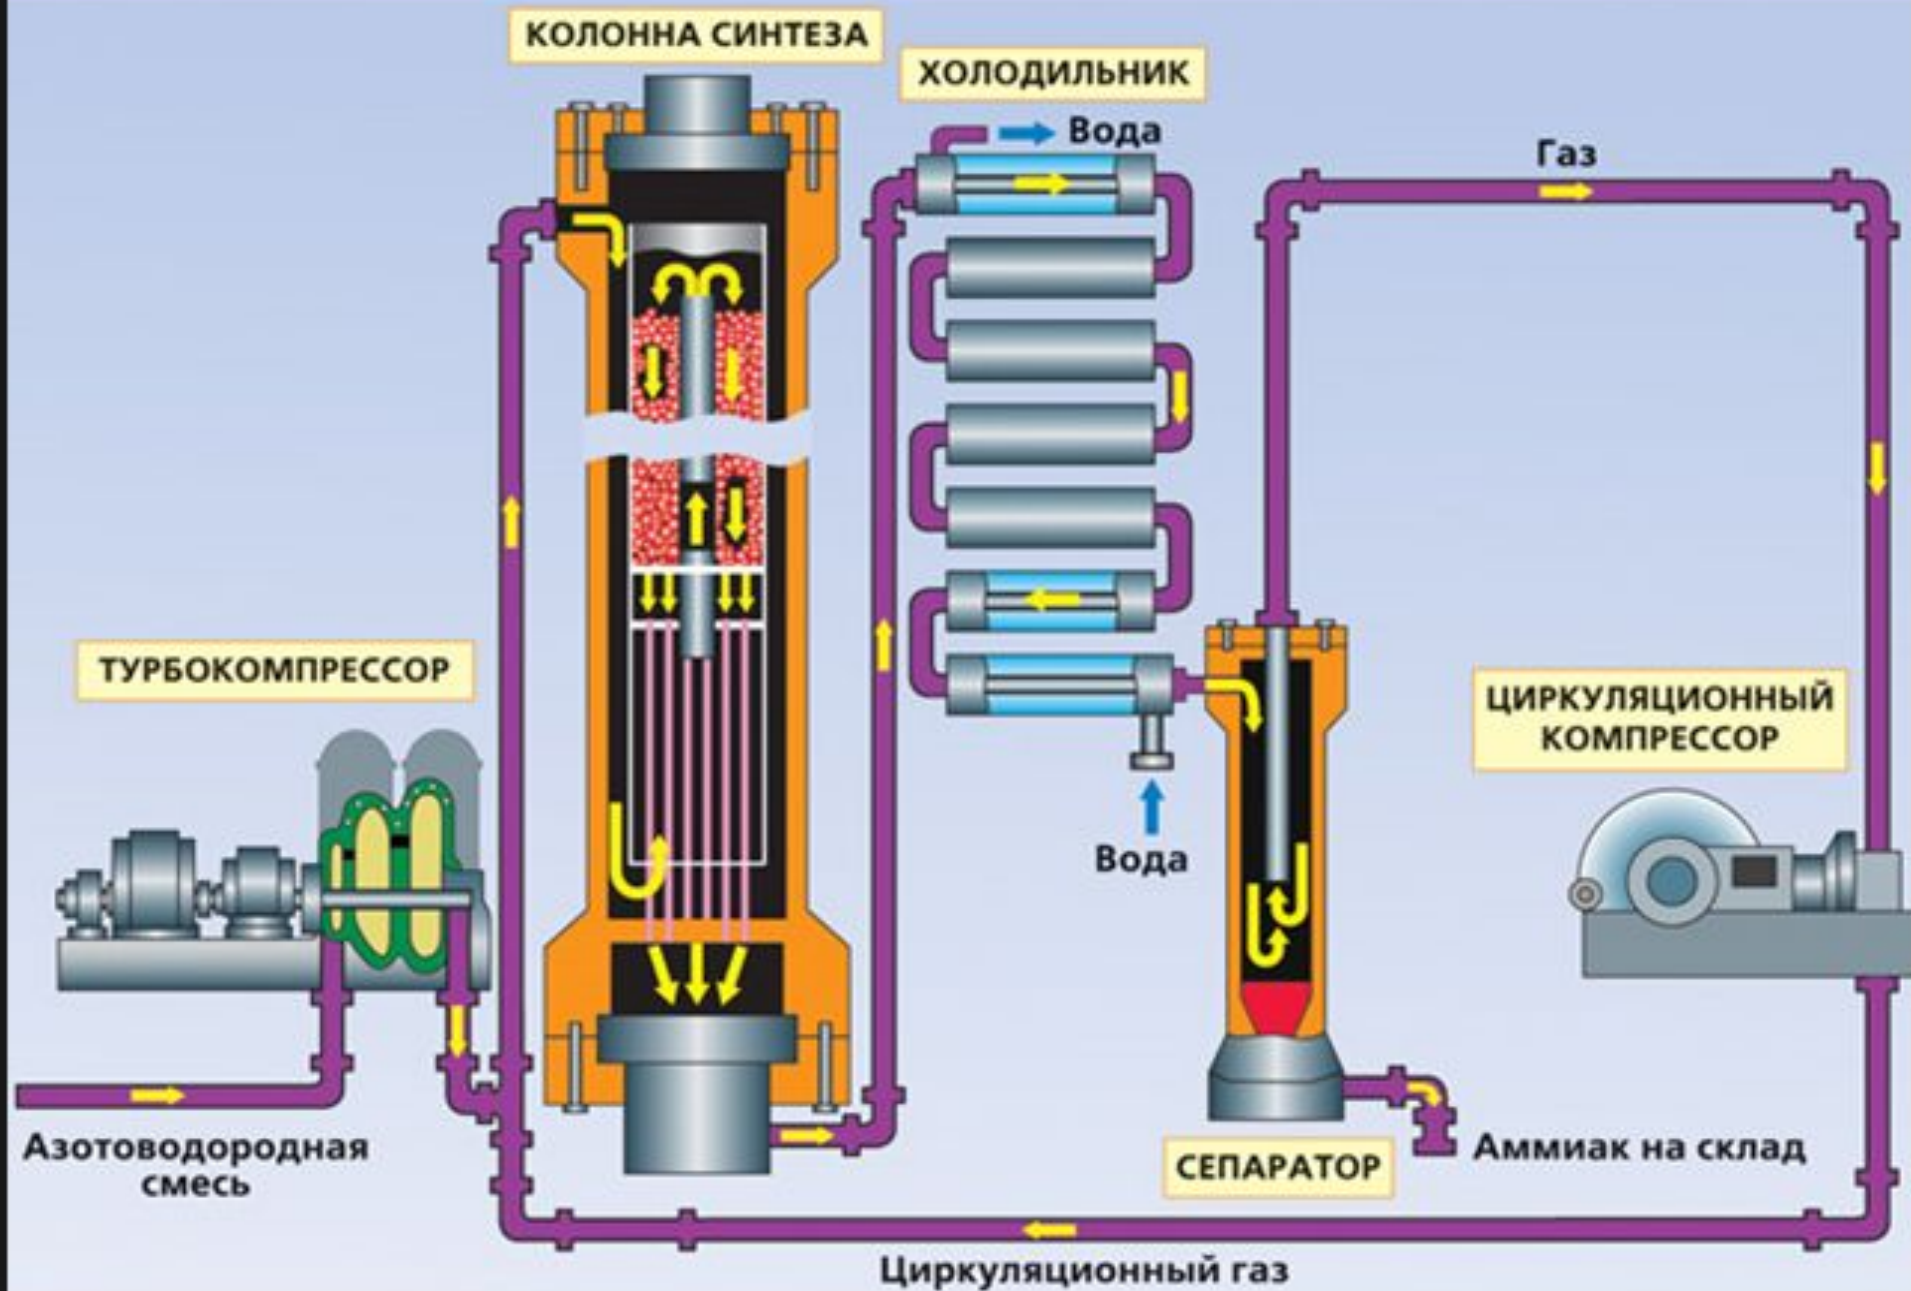 КОЛОННА СИНТЕЗА
ХОЛОДИЛЬНИК
Вода
Газ
ТУРБОКОМПРЕССОР
ЦИРКУЛЯЦИОННЫЙ
КОМПРЕССОР
Вода
Азотоводородная
смесь
СЕПАРАТОР
Аммиак на склад
Циркуляционный газ